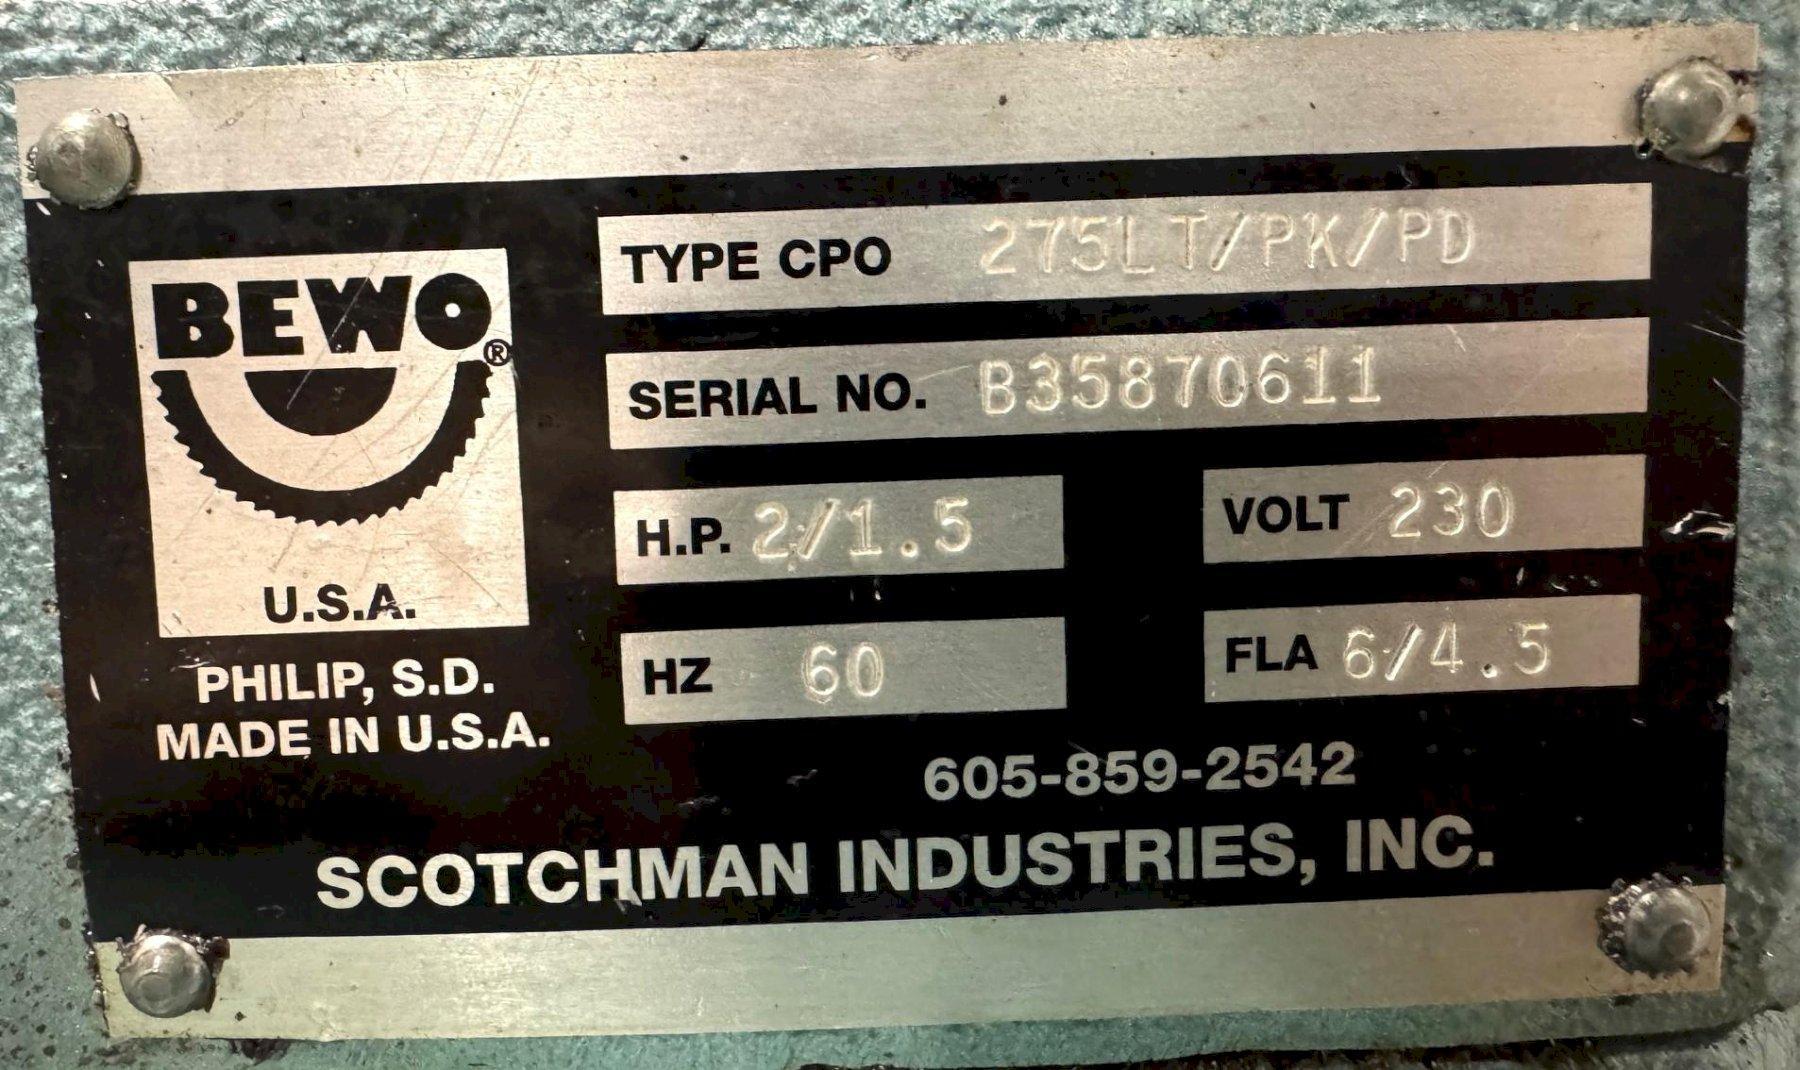 BEWO®
U.S.A.
PHILIP, S.D.
MADE IN U.S.A.
TYPE CPO 275LT/PK/PD
SERIAL NO. B35870611
H.P. 2/1.5 VOLT 230
HZ 60 FLA 6/4.5
605-859-2542
SCOTCHMAN INDUSTRIES, INC.